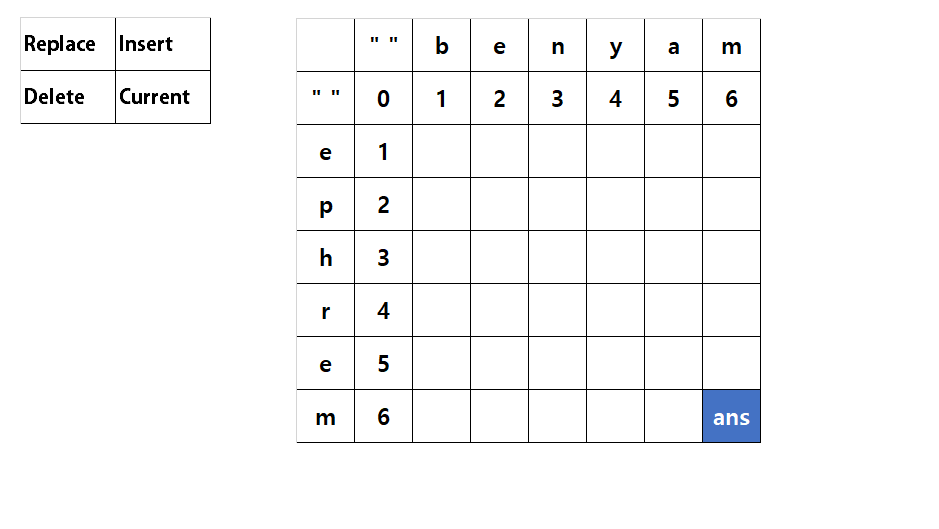 Replace Insert
Delete Current
" " b e n y a m
" " 0 1 2 3 4 5 6
e 1
p 2
h 3
r 4
e 5
m 6 ans